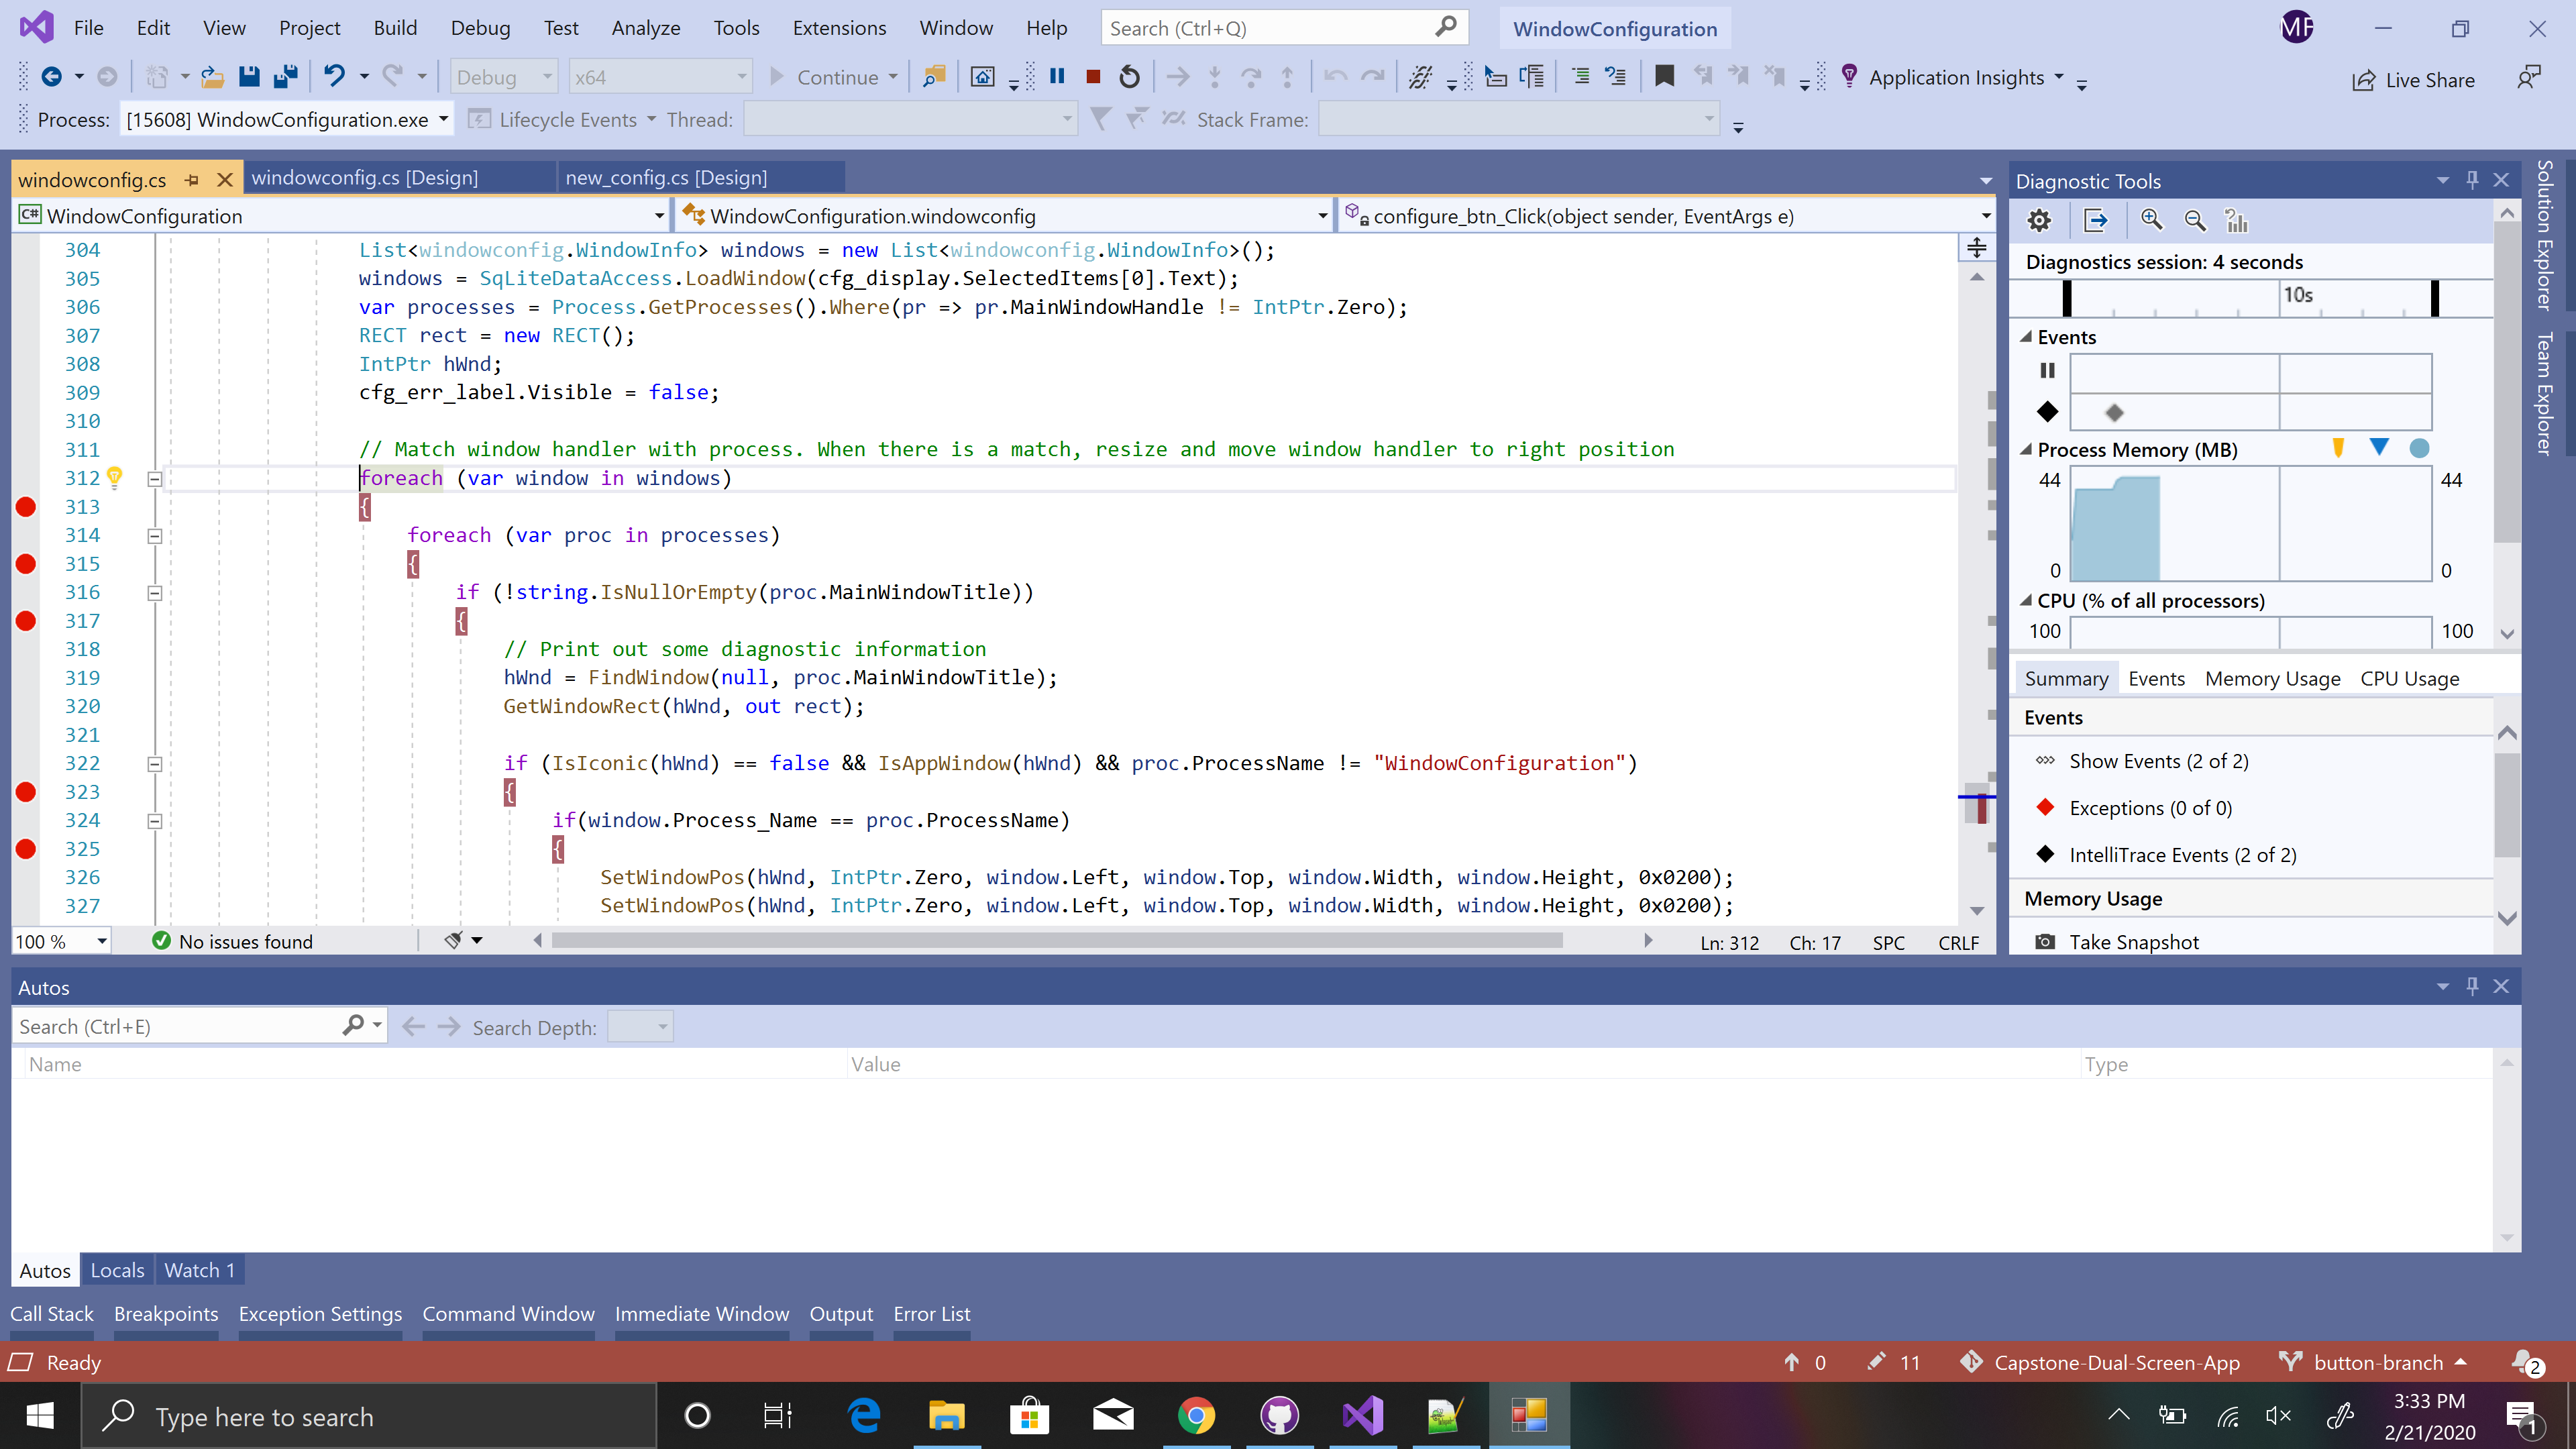 File Edit View Project Build Debug Test Analyze Tools Extensions Window Help Search (Ctrl+Q) WindowConfiguration MF
Debug x64 Continue Application Insights Live Share
Process: [15608] WindowConfiguration.exe Lifecycle Events Thread: Stack Frame:
windowconfig.cs windowconfig.cs [Design] new_config.cs [Design]
WindowConfiguration WindowConfiguration.windowconfig configure_btn_Click(object sender, EventArgs e)
304 List<windowconfig.WindowInfo> windows = new List<windowconfig.WindowInfo>();
305 windows = SqLiteDataAccess.LoadWindow(cfg_display.SelectedItems[0].Text);
306 var processes = Process.GetProcesses().Where(pr => pr.MainWindowHandle != IntPtr.Zero);
307 RECT rect = new RECT();
308 IntPtr hWnd;
309 cfg_err_label.Visible = false;
310
311 // Match window handler with process. When there is a match, resize and move window handler to right position
312 foreach (var window in windows)
313 {
314 foreach (var proc in processes)
315 {
316 if (!string.IsNullOrEmpty(proc.MainWindowTitle))
317 {
318 // Print out some diagnostic information
319 hWnd = FindWindow(null, proc.MainWindowTitle);
320 GetWindowRect(hWnd, out rect);
321
322 if (IsIconic(hWnd) == false && IsAppWindow(hWnd) && proc.ProcessName != "WindowConfiguration")
323 {
324 if(window.Process_Name == proc.ProcessName)
325 {
326 SetWindowPos(hWnd, IntPtr.Zero, window.Left, window.Top, window.Width, window.Height, 0x0200);
327 SetWindowPos(hWnd, IntPtr.Zero, window.Left, window.Top, window.Width, window.Height, 0x0200);
100 % No issues found Ln: 312 Ch: 17 SPC CRLF
Diagnostic Tools
Diagnostics session: 4 seconds
10s
Events
Process Memory (MB)
44 44
0 0
CPU (% of all processors)
100 100
Summary Events Memory Usage CPU Usage
Events
Show Events (2 of 2)
Exceptions (0 of 0)
IntelliTrace Events (2 of 2)
Memory Usage
Take Snapshot
Solution Explorer
Team Explorer
Autos
Search (Ctrl+E) Search Depth:
Name Value Type
Autos Locals Watch 1
Call Stack Breakpoints Exception Settings Command Window Immediate Window Output Error List
Ready 0 11 Capstone-Dual-Screen-App button-branch 2
Type here to search 3:33 PM
2/21/2020 1